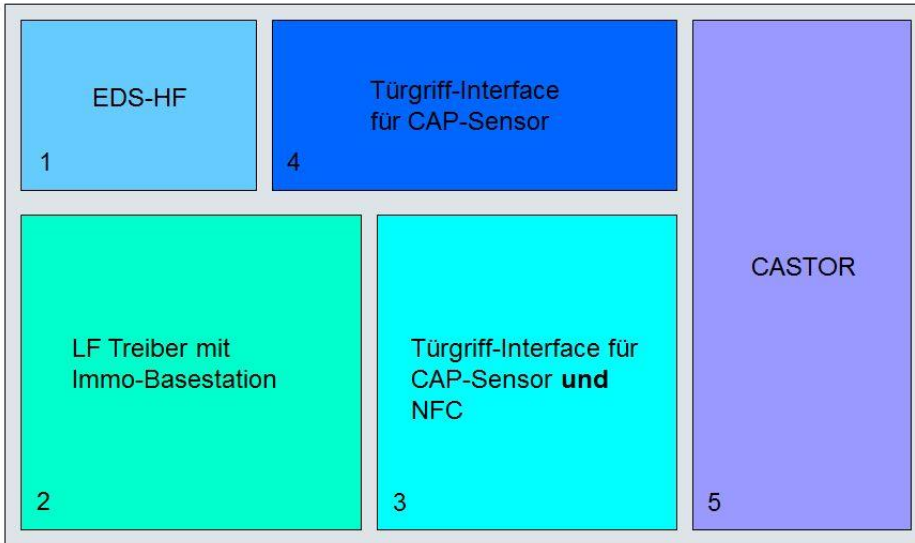 EDS-HF
1
Türgriff-Interface
für CAP-Sensor
4
LF Treiber mit
Immo-Basestation
2
Türgriff-Interface für
CAP-Sensor und
NFC
3
CASTOR
5